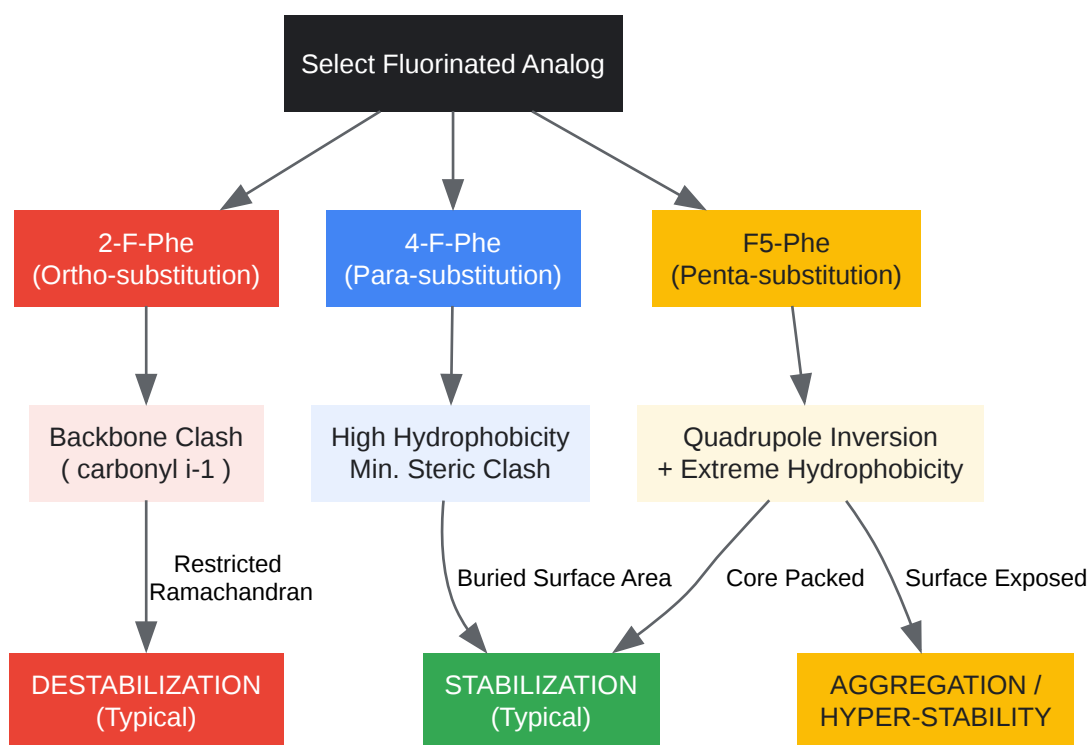 Select Fluorinated Analog
2-F-Phe
(Ortho-substitution)
4-F-Phe
(Para-substitution)
F5-Phe
(Penta-substitution)
Backbone Clash
( carbonyl i-1 )
High Hydrophobicity
Min. Steric Clash
Quadrupole Inversion
+ Extreme Hydrophobicity
Restricted
Ramachandran
Buried Surface Area
Core Packed
Surface Exposed
DESTABILIZATION
(Typical)
STABILIZATION
(Typical)
AGGREGATION /
HYPER-STABILITY